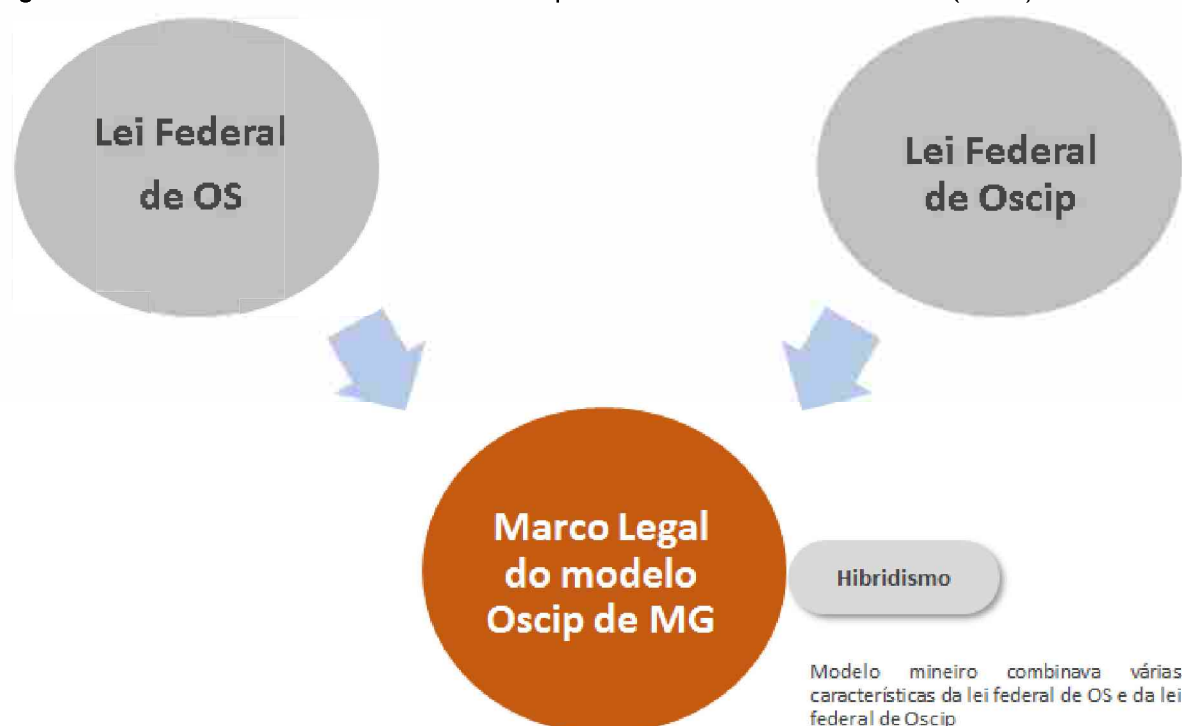 Lei Federal
de OS
Lei Federal
de Oscip
Marco Legal
do modelo
Oscip de MG
Hibridismo
Modelo mineiro combinava várias
características da lei federal de OS e da lei
federal de Oscip